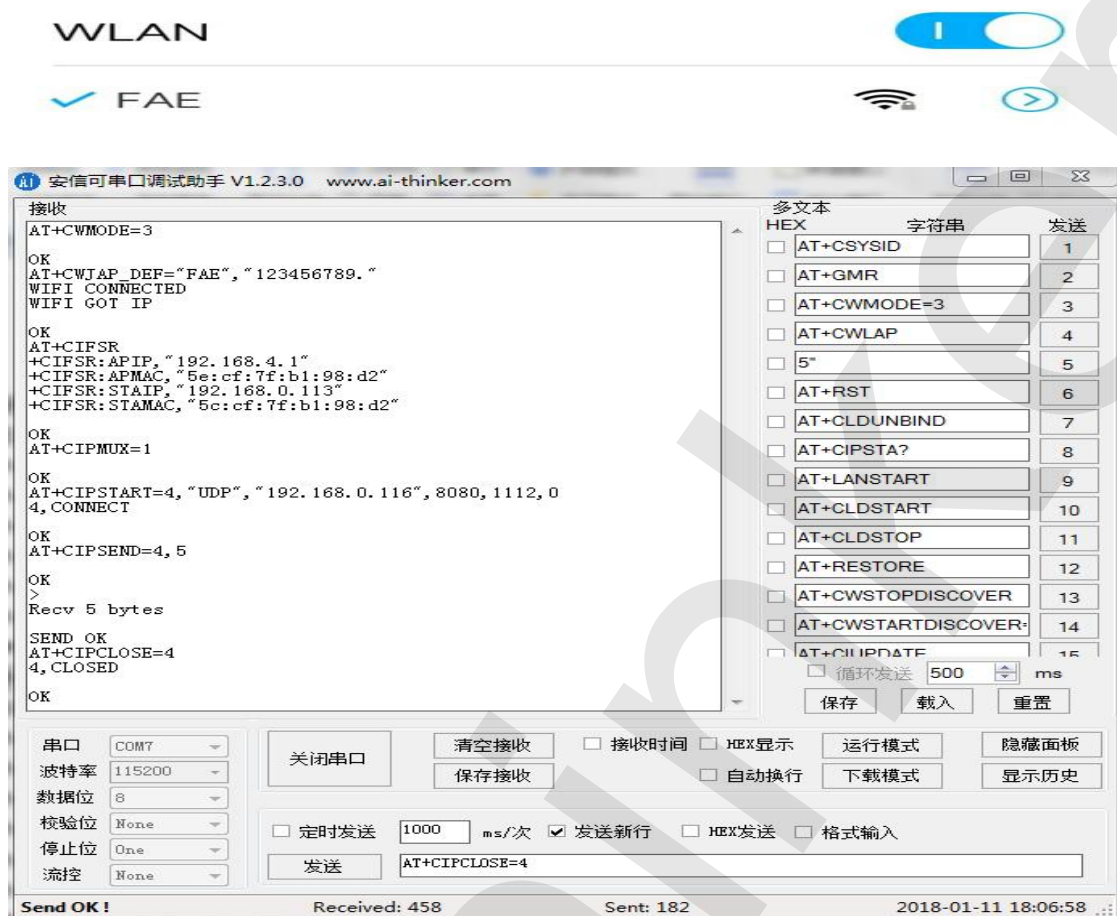 WLAN
FAE
安信可串口调试助手 V1.2.3.0 www.ai-thinker.com
接收
AT+CWMODE=3
OK
AT+CWJAP_DEF="FAE","123456789."
WIFI CONNECTED
WIFI GOT IP
OK
AT+CIFSR
+CIFSR:APIP,"192.168.4.1"
+CIFSR:APMAC,"5e:cf:7f:b1:98:d2"
+CIFSR:STAIP,"192.168.0.113"
+CIFSR:STAMAC,"5c:cf:7f:b1:98:d2"
OK
AT+CIPMUX=1
OK
AT+CIPSTART=4,"UDP","192.168.0.116",8080,1112,0
4,CONNECT
OK
AT+CIPSEND=4,5
OK
>
Recv 5 bytes
SEND OK
AT+CIPCLOSE=4
4,CLOSED
OK
多文本
HEX 字符串 发送
AT+CSYSID 1
AT+GMR 2
AT+CWMODE=3 3
AT+CWLAP 4
5" 5
AT+RST 6
AT+CLDUNBIND 7
AT+CIPSTA? 8
AT+LANSTART 9
AT+CLDSTART 10
AT+CLDSTOP 11
AT+RESTORE 12
AT+CWSTOPDISCOVER 13
AT+CWSTARTDISCOVER= 14
AT+CIUPDATE 15
循环发送 500 ms
保存 载入 重置
串口 COM7
波特率 115200
数据位 8
校验位 None
停止位 One
流控 None
关闭串口 清空接收 接收时间 HEX显示 运行模式 隐藏面板
保存接收 自动换行 下载模式 显示历史
定时发送 1000 ms/次 发送新行 HEX发送 格式输入
发送 AT+CIPCLOSE=4
Send OK ! Received: 458 Sent: 182 2018-01-11 18:06:58